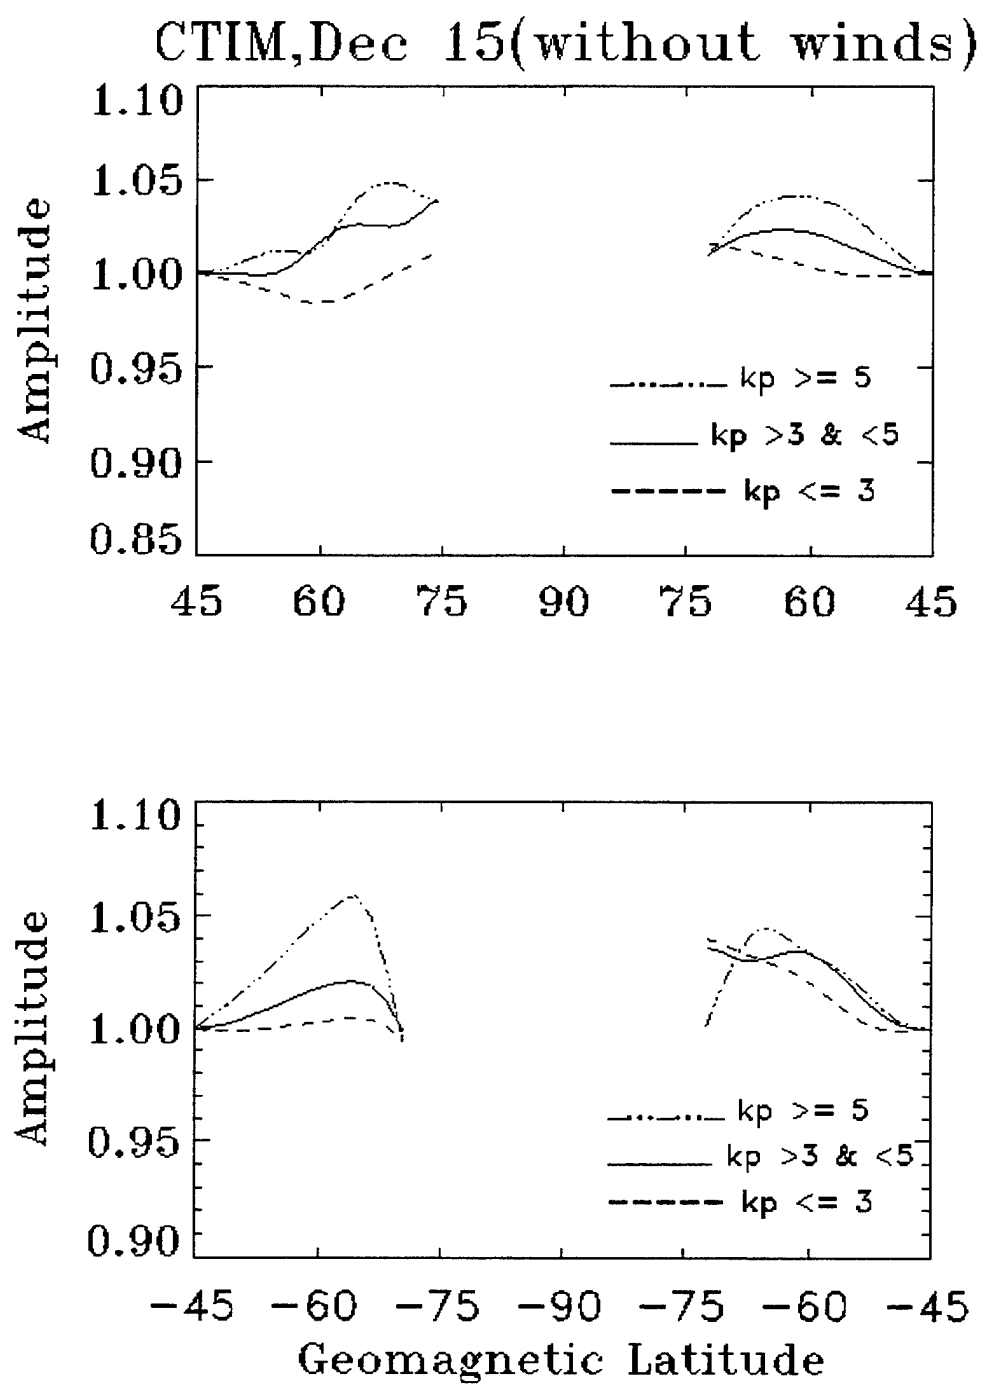 CTIM,Dec 15(without winds)
1.10
1.05
1.00
0.95
0.90
0.85
Amplitude
kp >= 5
kp >3 & <5
kp <= 3
45 60 75 90 75 60 45
1.10
1.05
1.00
0.95
0.90
Amplitude
kp >= 5
kp >3 & <5
kp <= 3
-45 -60 -75 -90 -75 -60 -45
Geomagnetic Latitude